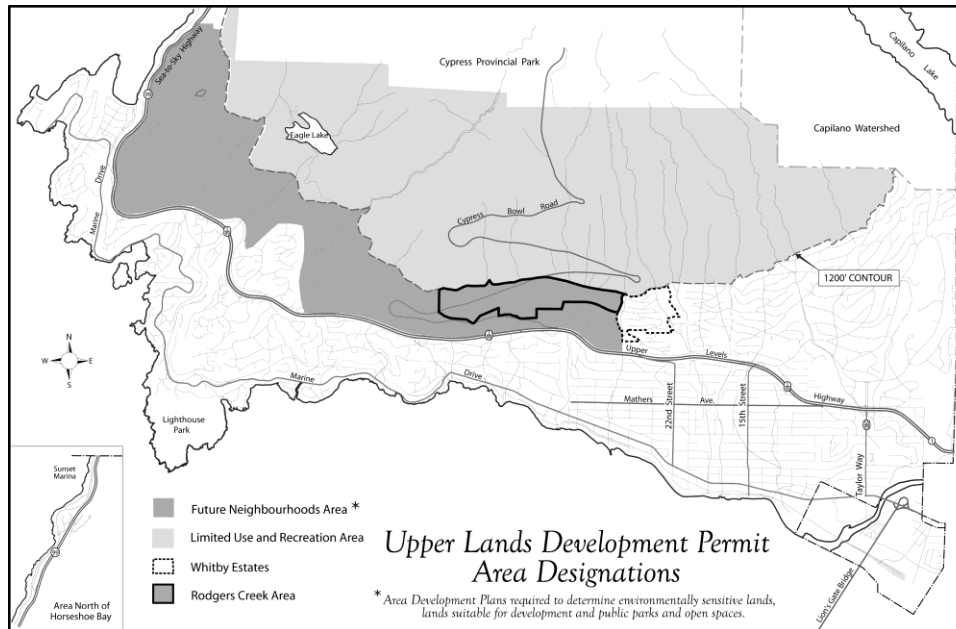 Sea-to-Sky Highway
Cypress Provincial Park
Capilano
Lake
Capilano Watershed
Eagle Lake
Marine Drive
Cypress Bowl Road
1200' CONTOUR
N
W E
S
Upper Levels Highway
Marine Drive
Mathers Ave.
22nd Street
15th Street
Taylor Way
1
Lighthouse
Park
Lion's Gate Bridge
Sunset
Marina
99
Area North of
Horseshoe Bay
Future Neighbourhoods Area *
Limited Use and Recreation Area
Whitby Estates
Rodgers Creek Area
Upper Lands Development Permit
Area Designations
* Area Development Plans required to determine environmentally sensitive lands,
lands suitable for development and public parks and open spaces.